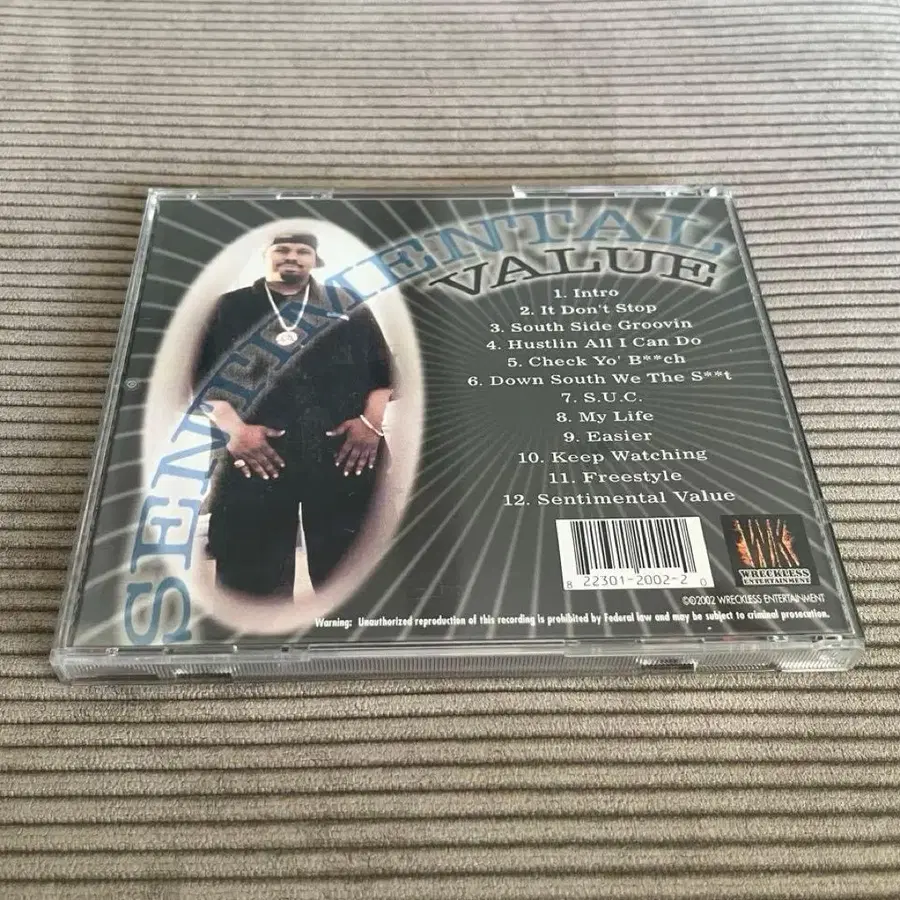 SENTIMENTAL
VALUE
1. Intro
2. It Don't Stop
3. South Side Groovin
4. Hustlin All I Can Do
5. Check Yo' B**ch
6. Down South We The S**t
7. S.U.C.
8. My Life
9. Easier
10. Keep Watching
11. Freestyle
12. Sentimental Value
8 22301-2002-2 0
WK
WRECKLESS
ENTERTAINMENT
©©2002 WRECKLESS ENTERTAINMENT
Warning: Unauthorized reproduction of this recording is prohibited by Federal law and may be subject to criminal prosecution.